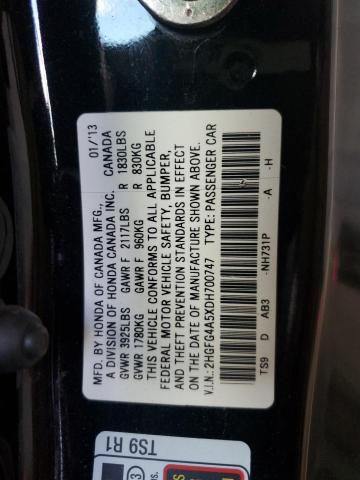 MFD. BY HONDA OF CANADA MFG., 01/'13
A DIVISION OF HONDA CANADA INC. CANADA
GVWR 3925LBS GAWR F 2117LBS R 1830LBS
GVWR 1780KG GAWR F 960KG R 830KG
THIS VEHICLE CONFORMS TO ALL APPLICABLE
FEDERAL MOTOR VEHICLE SAFETY, BUMPER,
AND THEFT PREVENTION STANDARDS IN EFFECT
ON THE DATE OF MANUFACTURE SHOWN ABOVE.
V.I.N.: 2HGFG4A5XDH700747 TYPE: PASSENGER CAR
TS9 D AB3 -NH731P -A -H
TS9 R1